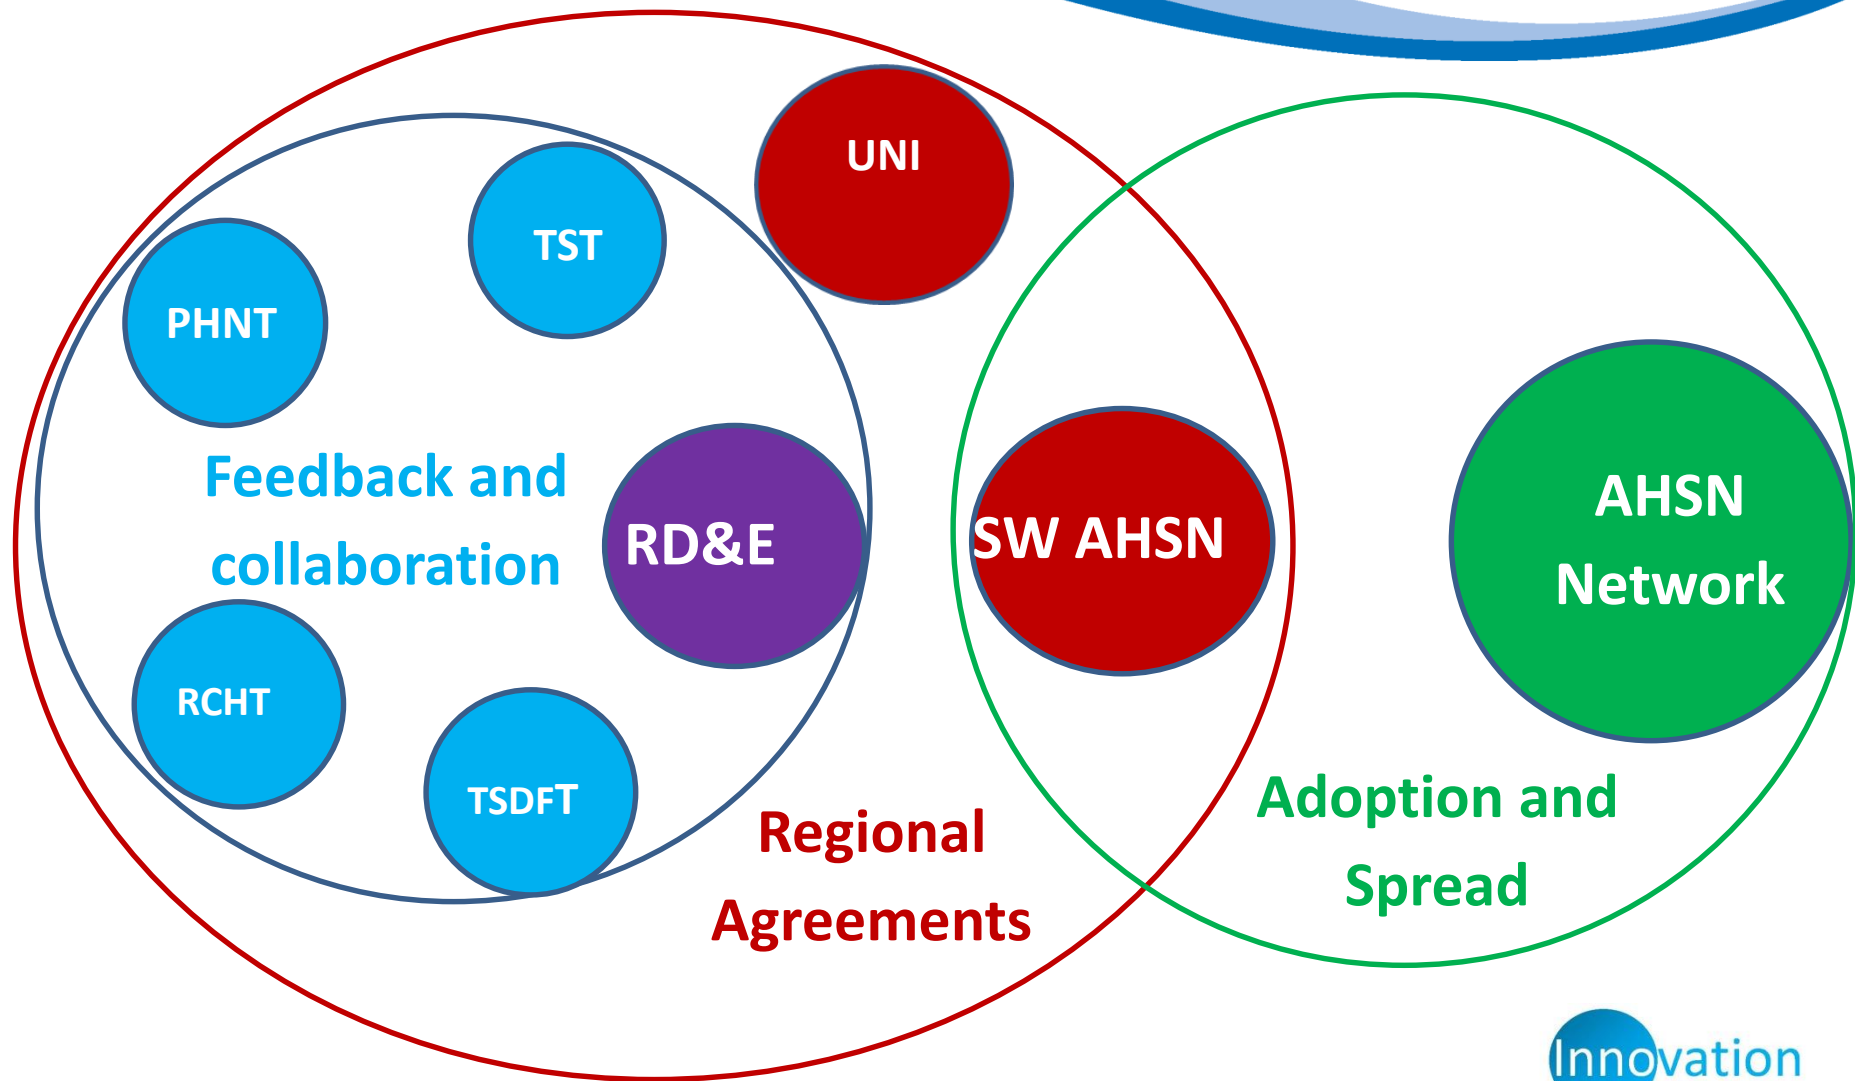 UNI
TST
PHNT
Feedback and
collaboration
RD&E
SW AHSN
AHSN
Network
RCHT
TSDFT
Regional
Agreements
Adoption and
Spread
Innovation